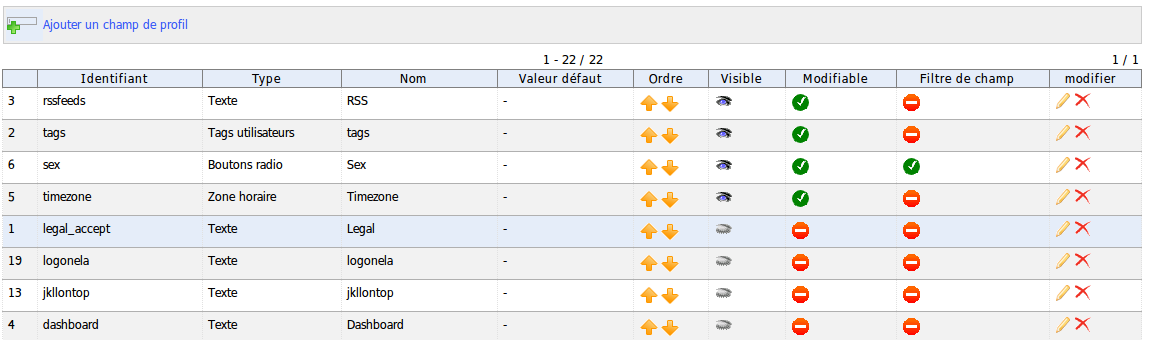 Ajouter un champ de profil
1 - 22 / 22 1 / 1
Identifiant Type Nom Valeur défaut Ordre Visible Modifiable Filtre de champ modifier
3 rssfeeds Texte RSS -
2 tags Tags utilisateurs tags -
6 sex Boutons radio Sex -
5 timezone Zone horaire Timezone -
1 legal_accept Texte Legal -
19 logonela Texte logonela -
13 jkllontop Texte jkllontop -
4 dashboard Texte Dashboard -